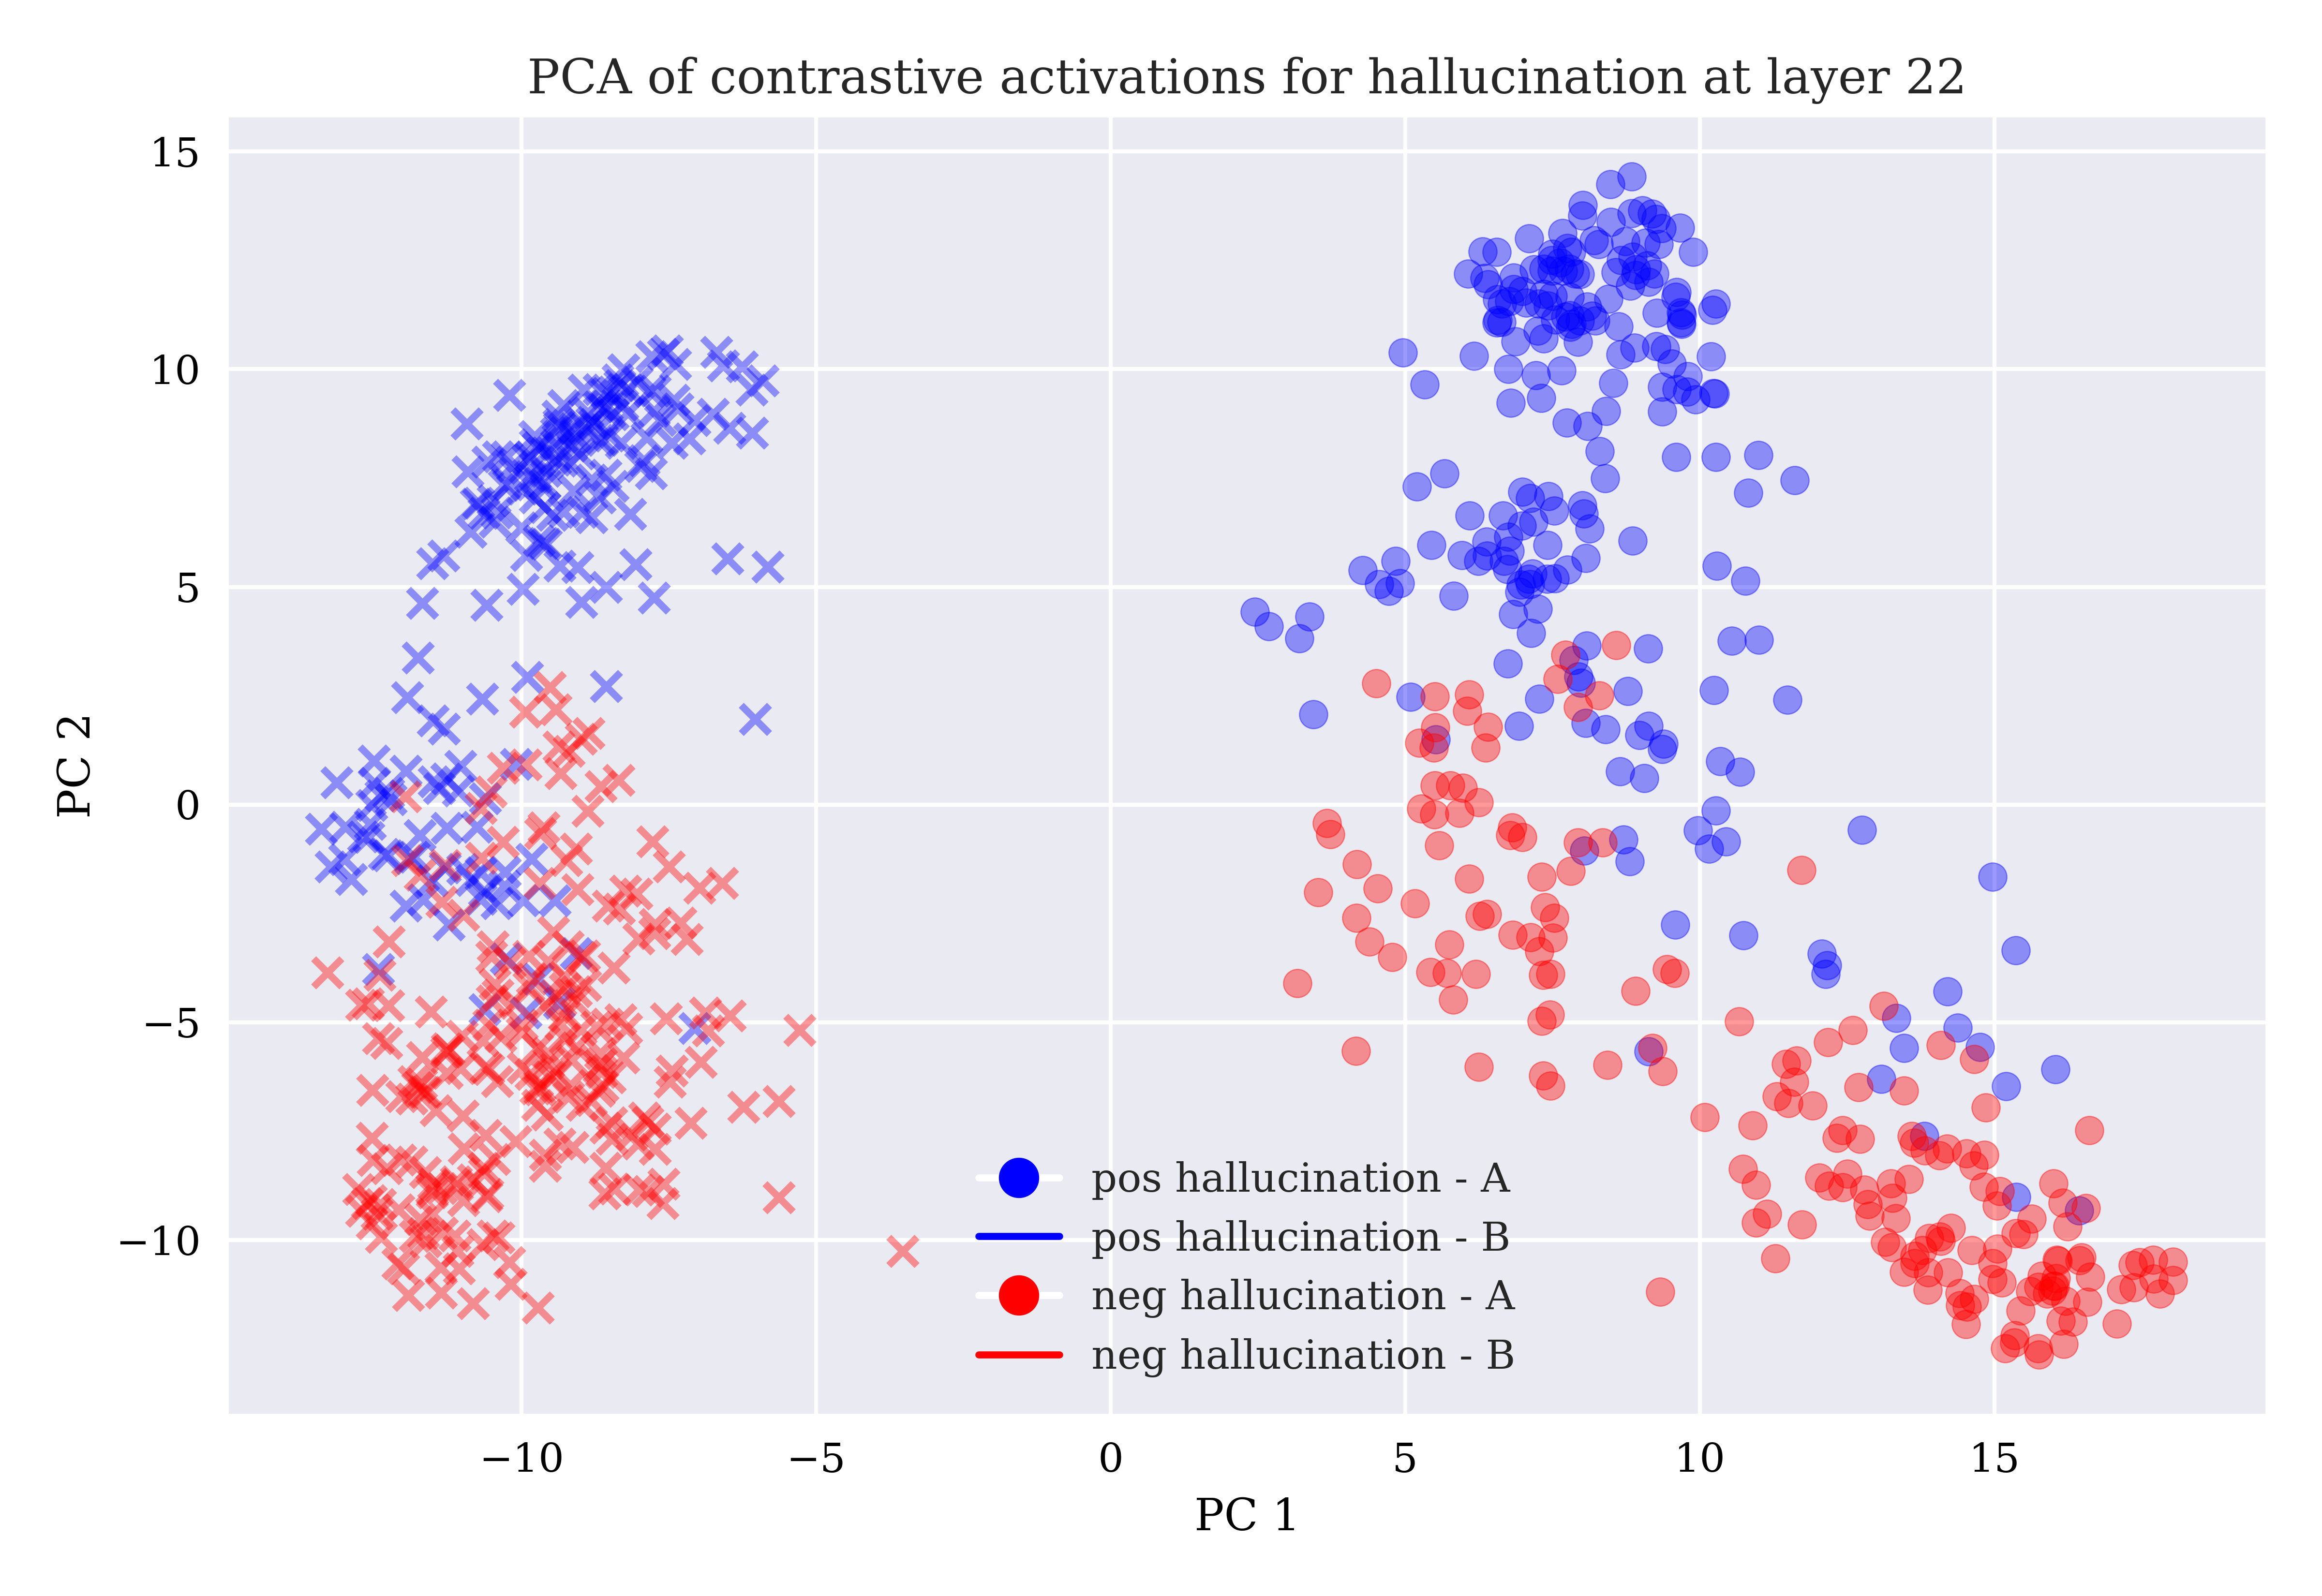 PCA of contrastive activations for hallucination at layer 22
15
10
5
0
−5
−10
PC 2
pos hallucination - A
pos hallucination - B
neg hallucination - A
neg hallucination - B
−10 −5 0 5 10 15
PC 1